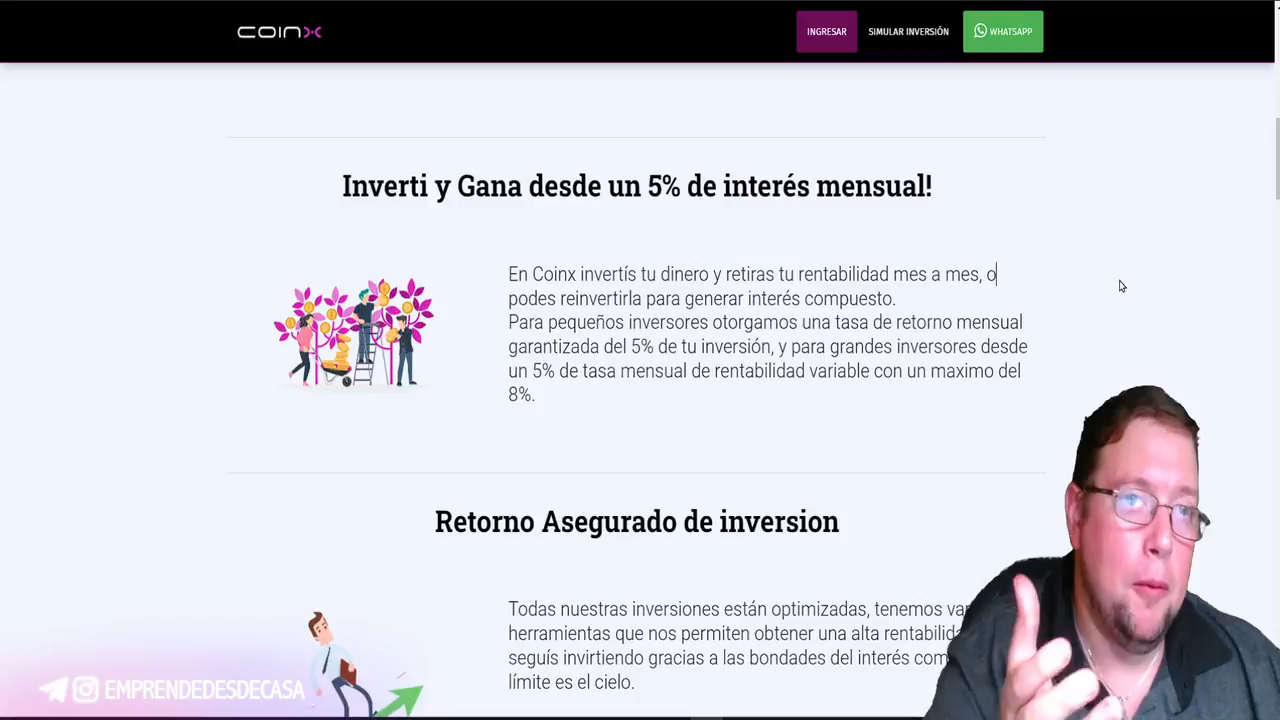 COINX
INGRESAR
SIMULAR INVERSIÓN
WHATSAPP
Inverti y Gana desde un 5% de interés mensual!
En Coinx invertís tu dinero y retiras tu rentabilidad mes a mes, o
podes reinvertirla para generar interés compuesto.
Para pequeños inversores otorgamos una tasa de retorno mensual
garantizada del 5% de tu inversión, y para grandes inversores desde
un 5% de tasa mensual de rentabilidad variable con un maximo del
8%.
Retorno Asegurado de inversion
Todas nuestras inversiones están optimizadas, tenemos
herramientas que nos permiten obtener una alta
seguís invirtiendo gracias a las bondades del interés
límite es el cielo.
EMPRENDEDESDECASA